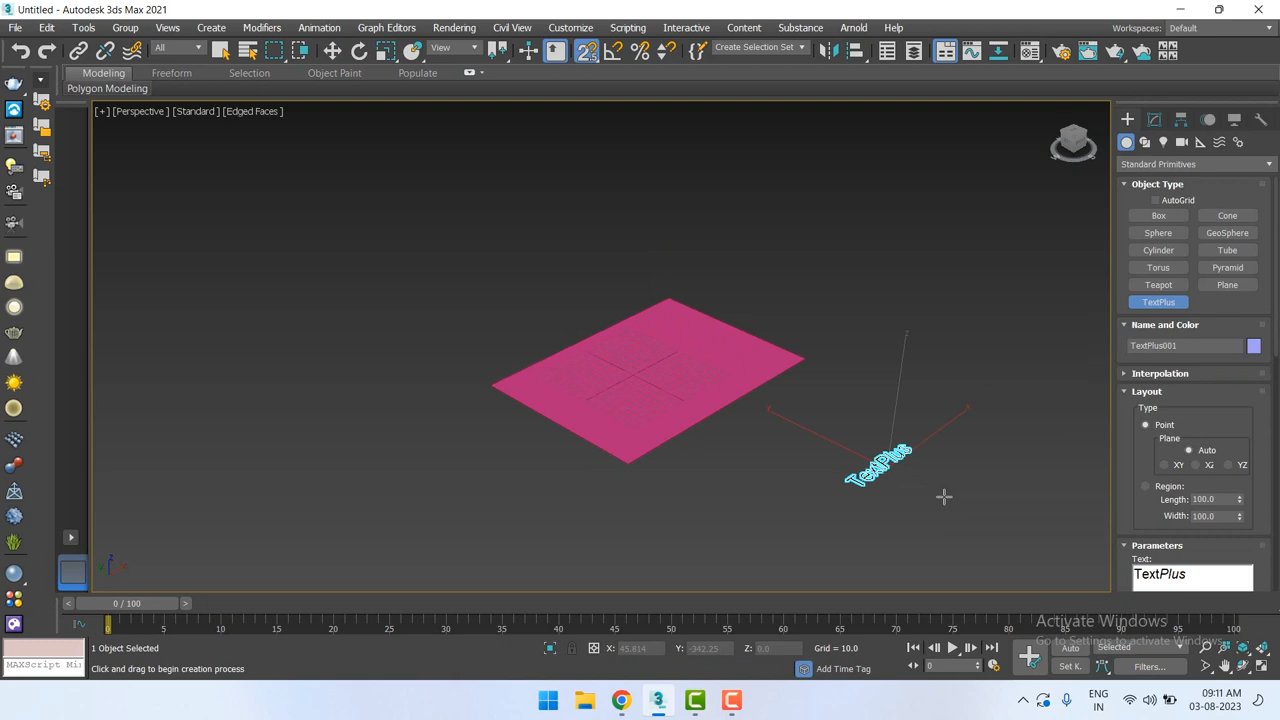 Untitled - Autodesk 3ds Max 2021
File Edit Tools Group Views Create Modifiers Animation Graph Editors Rendering Civil View Customize Scripting Interactive Content Substance Arnold Help Workspaces: Default
All View Create Selection Set
Modeling Freeform Selection Object Paint Populate
Polygon Modeling
[+] [Perspective] [Standard] [Edged Faces]
Standard Primitives
Object Type
AutoGrid
Box Cone
Sphere GeoSphere
Cylinder Tube
Torus Pyramid
Teapot Plane
TextPlus
Name and Color
TextPlus001
Interpolation
Layout
Type
Point
Plane
Auto
XY XZ YZ
Region:
Length: 100.0
Width: 100.0
Parameters
Text:
TextPlus
TextPlus
0 / 100
0 5 10 15 20 25 30 35 40 45 50 55 60 65 70 75 80 85 90 95 100
Activate Windows
Go to Settings to activate Windows.
1 Object Selected X: 45.814 Y: -342.25 Z: 0.0 Grid = 10.0 Auto Selected
MAXScript Mi Click and drag to begin creation process Add Time Tag 0 Set K. Filters...
ENG
IN
09:11 AM
03-08-2023